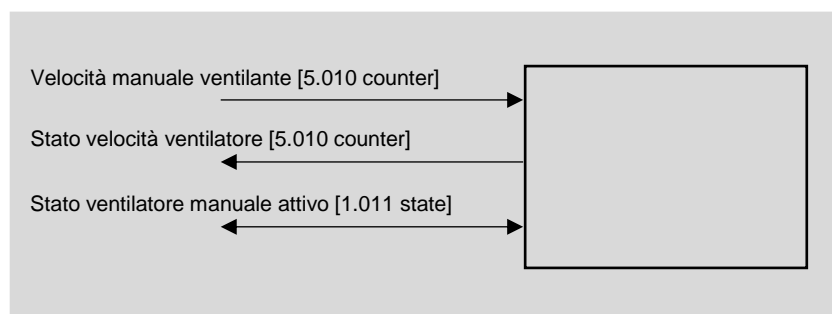 Velocità manuale ventilante [5.010 counter]
Stato velocità ventilatore [5.010 counter]
Stato ventilatore manuale attivo [1.011 state]